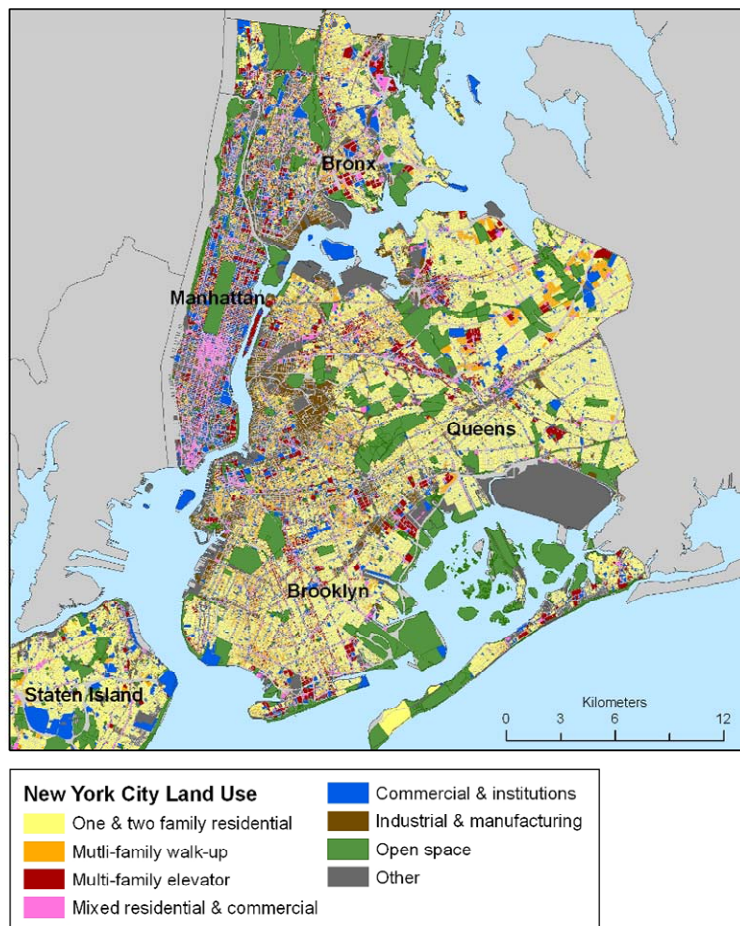 Bronx
Manhattan
Queens
Brooklyn
Staten Island
Kilometers
0 3 6 12
New York City Land Use
One & two family residential
Mutli-family walk-up
Multi-family elevator
Mixed residential & commercial
Commercial & institutions
Industrial & manufacturing
Open space
Other